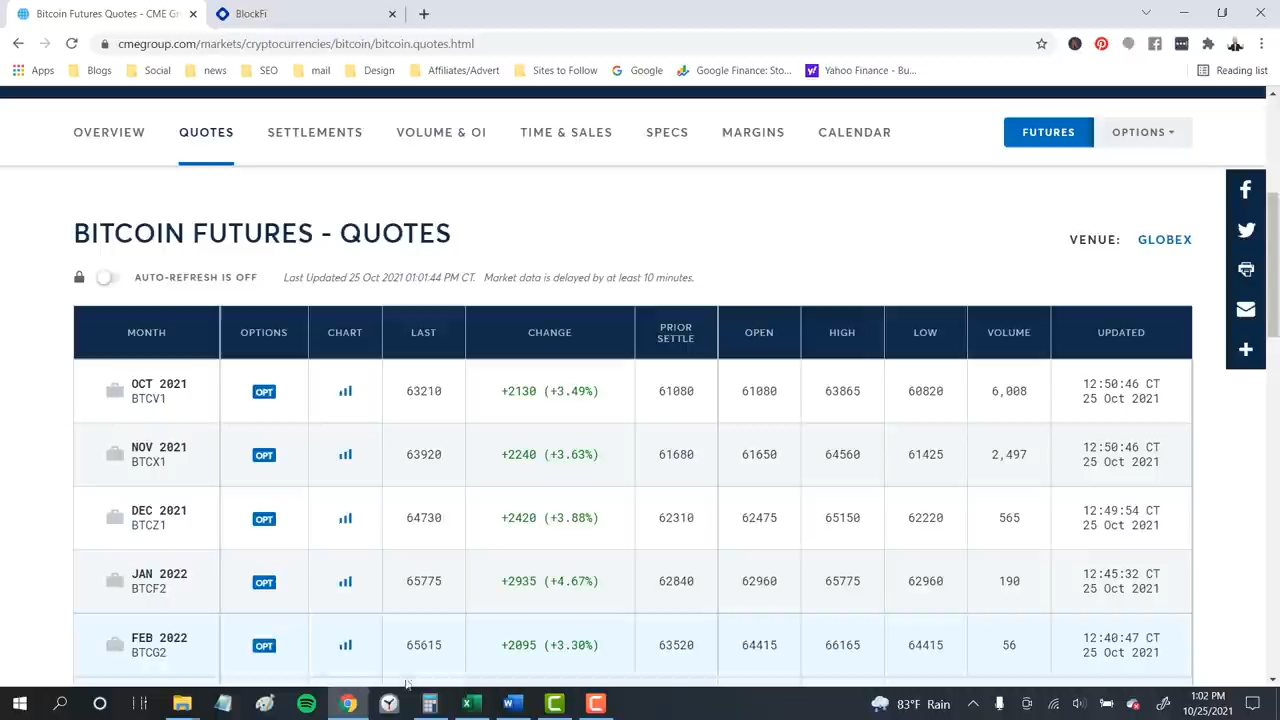 Bitcoin Futures Quotes - CME Gr
BlockFi
cmegroup.com/markets/cryptocurrencies/bitcoin/bitcoin.quotes.html
Apps Blogs Social news SEO mail Design Affiliates/Advert Sites to Follow Google Google Finance: Sto... Yahoo Finance - Bu... Reading list
OVERVIEW QUOTES SETTLEMENTS VOLUME & OI TIME & SALES SPECS MARGINS CALENDAR FUTURES OPTIONS
BITCOIN FUTURES - QUOTES
VENUE: GLOBEX
AUTO-REFRESH IS OFF Last Updated 25 Oct 2021 01:01:44 PM CT. Market data is delayed by at least 10 minutes.
MONTH OPTIONS CHART LAST CHANGE PRIOR SETTLE OPEN HIGH LOW VOLUME UPDATED
OCT 2021 BTCV1 OPT 63210 +2130 (+3.49%) 61080 61080 63865 60820 6,008 12:50:46 CT 25 Oct 2021
NOV 2021 BTCX1 OPT 63920 +2240 (+3.63%) 61680 61650 64560 61425 2,497 12:50:46 CT 25 Oct 2021
DEC 2021 BTCZ1 OPT 64730 +2420 (+3.88%) 62310 62475 65150 62220 565 12:49:54 CT 25 Oct 2021
JAN 2022 BTCF2 OPT 65775 +2935 (+4.67%) 62840 62960 65775 62960 190 12:45:32 CT 25 Oct 2021
FEB 2022 BTCG2 OPT 65615 +2095 (+3.30%) 63520 64415 66165 64415 56 12:40:47 CT 25 Oct 2021
83°F Rain
1:02 PM
10/25/2021